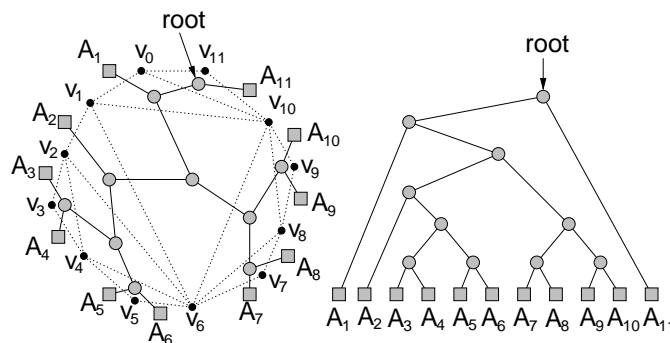 root
A1 v0 v11
A11
v1 v10
A2
A10
v2
A3 v9
v3 A9
A4 v8
v4 A8
v7
A5 v5 v6 A7
A6
root
A1 A2 A3 A4 A5 A6 A7 A8 A9 A10 A11